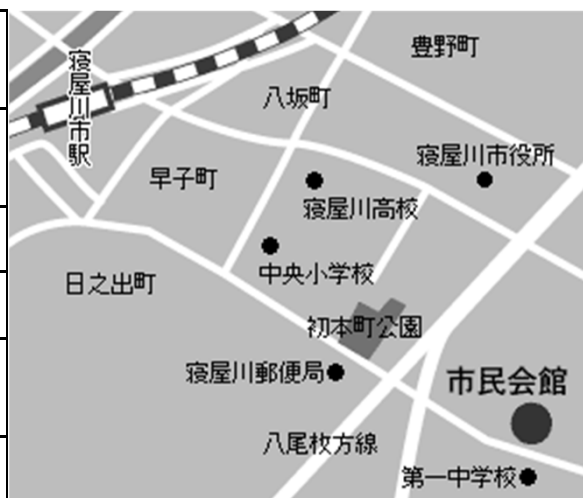 豊野町
寝屋川市駅
八坂町
寝屋川市役所
早子町
寝屋川高校
中央小学校
日之出町
初本町公園
寝屋川郵便局
市民会館
八尾枚方線
第一中学校